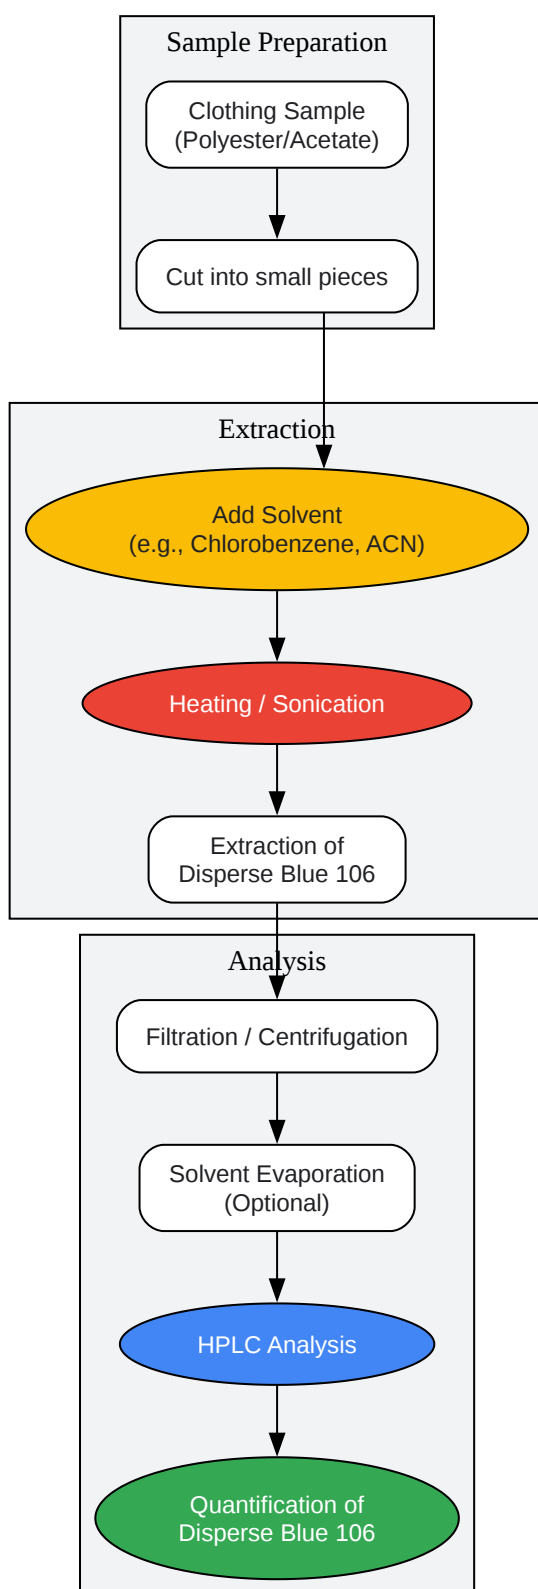 Sample Preparation
Clothing Sample
(Polyester/Acetate)
Cut into small pieces
Extraction
Add Solvent
(e.g., Chlorobenzene, ACN)
Heating / Sonication
Extraction of
Disperse Blue 106
Analysis
Filtration / Centrifugation
Solvent Evaporation
(Optional)
HPLC Analysis
Quantification of
Disperse Blue 106